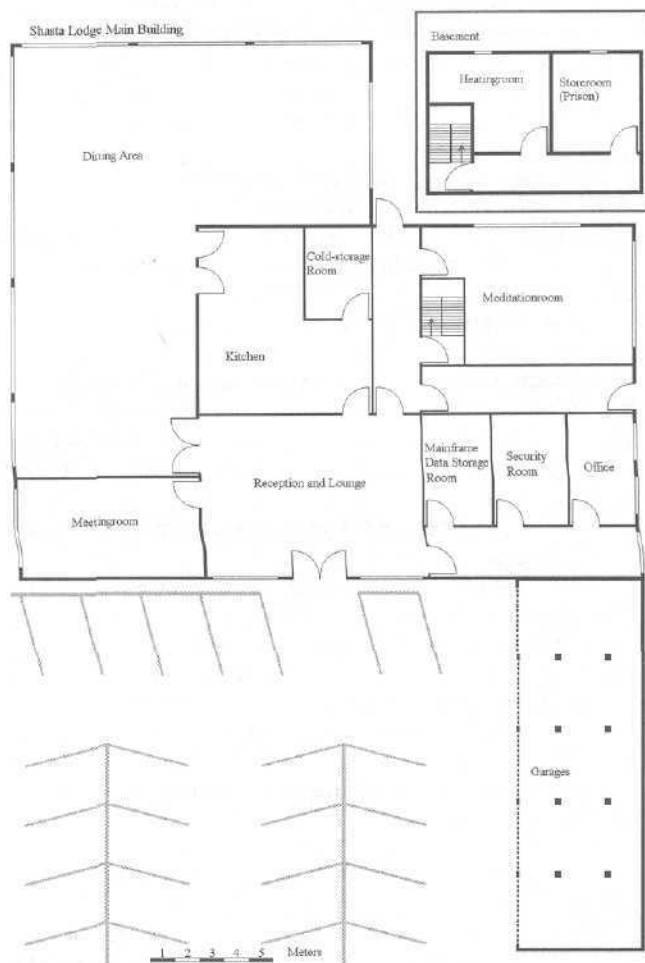 Shasta Lodge Main Building
Basement
Heatingroom
Storeroom
(Prison)
Dining Area
Cold-storage
Room
Meditationroom
Kitchen
Mainframe
Data Storage
Room
Security
Room
Office
Reception and Lounge
Meetingroom
Garages
1 2 3 4 5 Meters